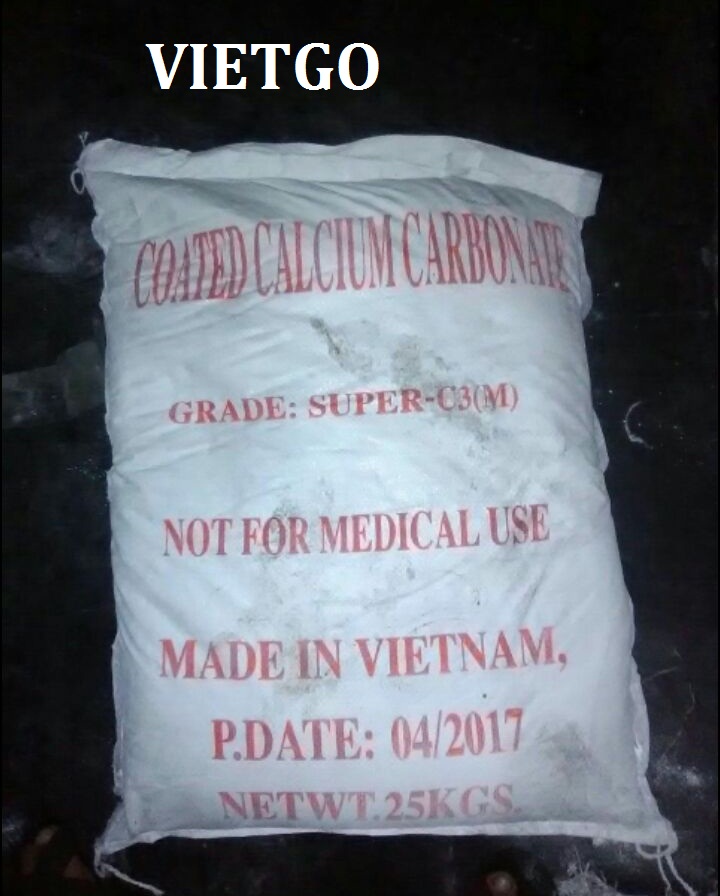 VIETGO
COATED CALCIUM CARBONATE
GRADE: SUPER-C3(M)
NOT FOR MEDICAL USE
MADE IN VIETNAM,
P.DATE: 04/2017
NETWT.25KGS.